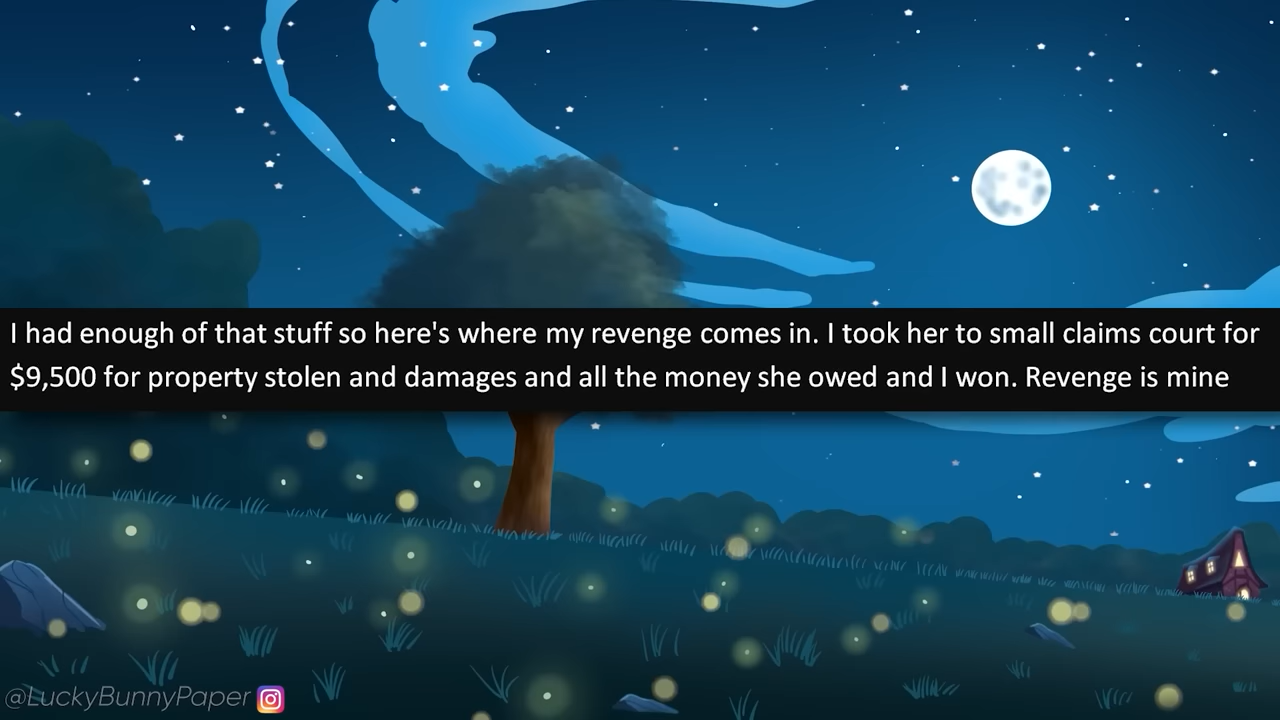 I had enough of that stuff so here's where my revenge comes in. I took her to small claims court for
$9,500 for property stolen and damages and all the money she owed and I won. Revenge is mine
@LuckyBunnyPaper